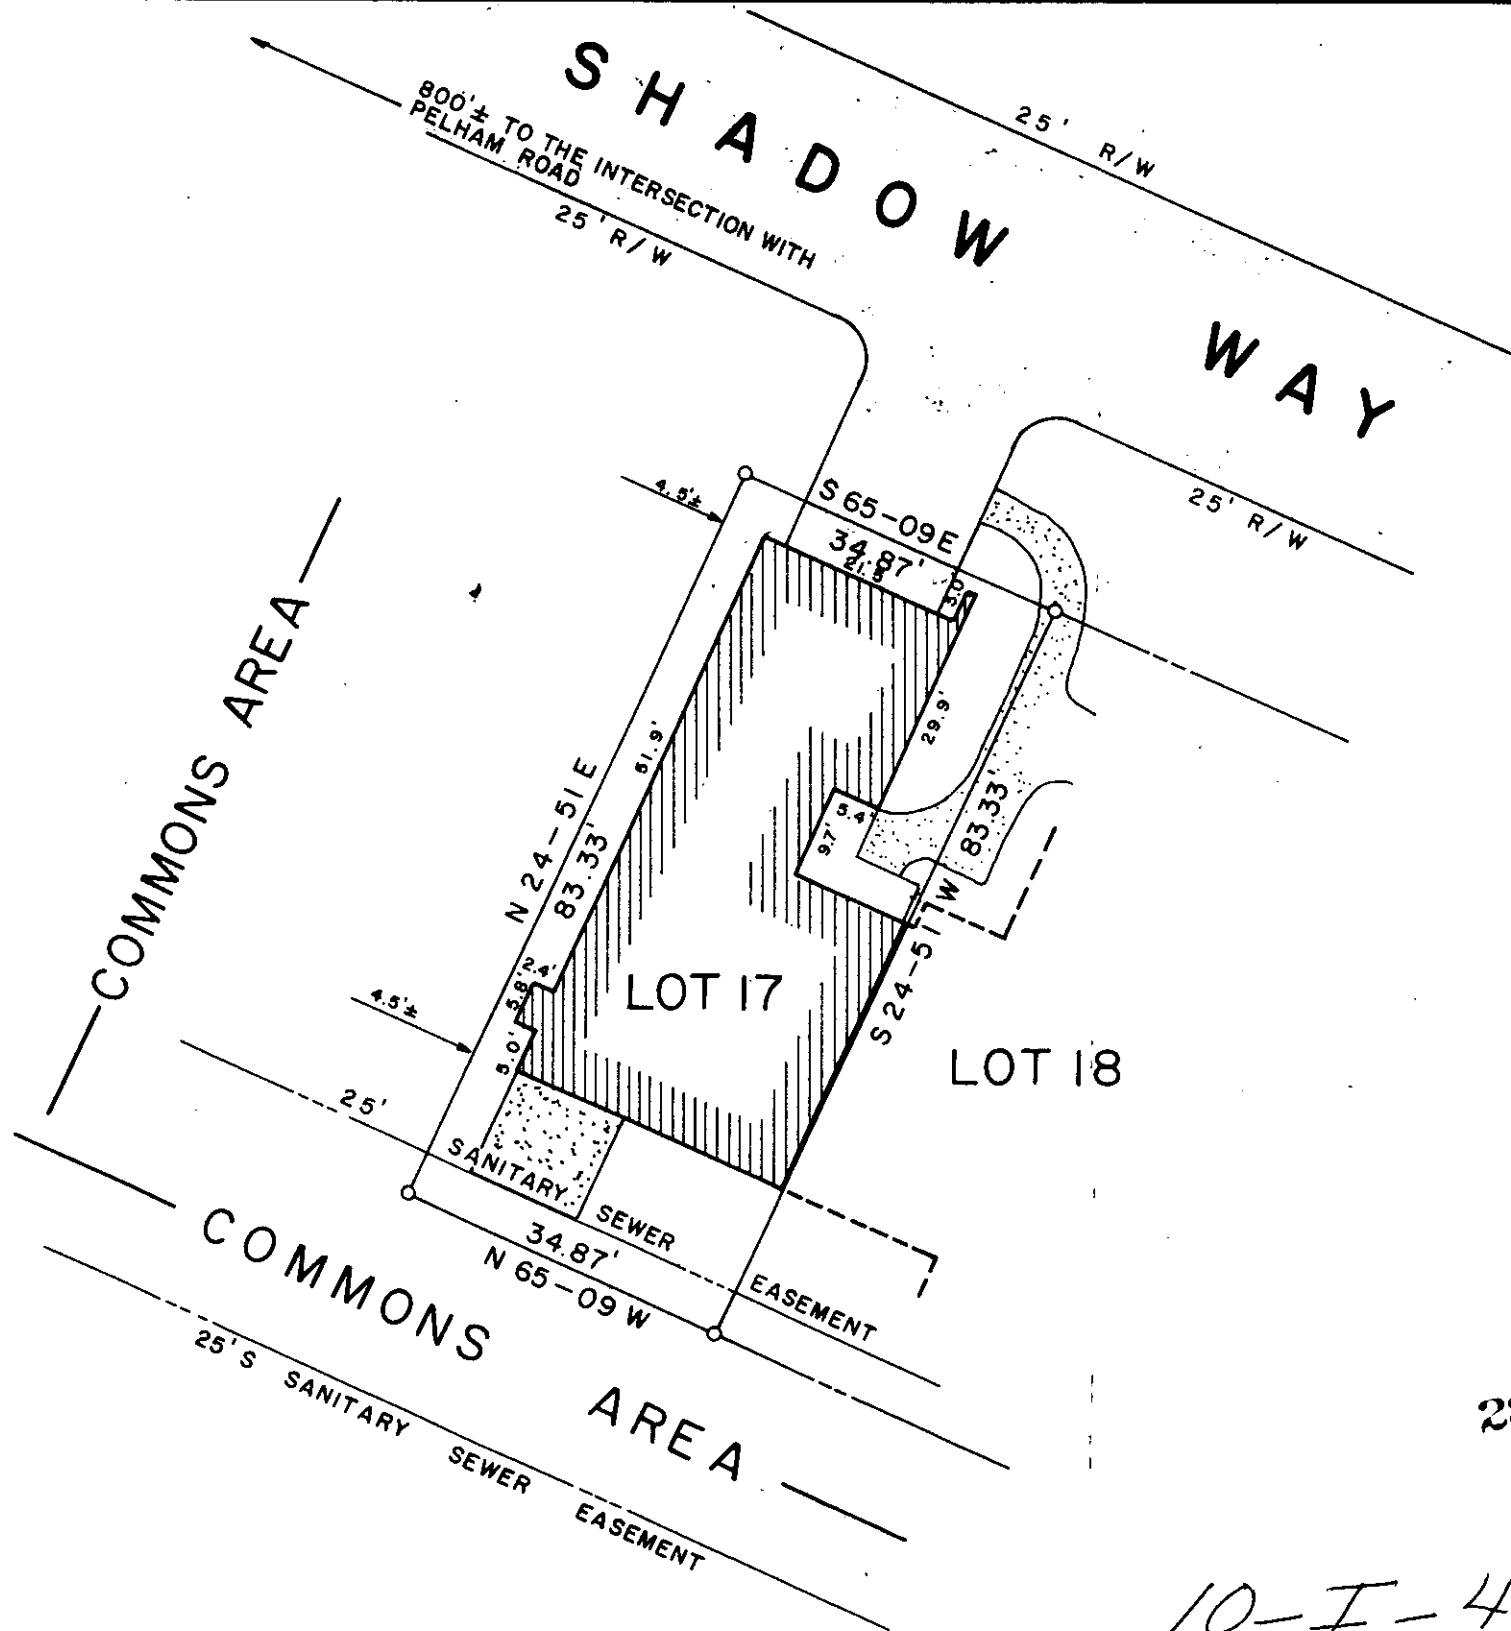 SHADOW WAY
25' R/W
800'± TO THE INTERSECTION WITH
PELHAM ROAD
25' R/W
25' R/W
4.5'±
S 65-09 E
34.87'
21.5'
3.0'
COMMONS AREA
51.9'
29.9'
N 24-51 E
83.33'
5.4'
9.7'
83.33'
S 24-51 W
2.4'
5.8'
5.0'
4.5'±
LOT 17
LOT 18
25' SANITARY SEWER EASEMENT
34.87'
N 65-09 W
COMMONS AREA
25'S SANITARY SEWER EASEMENT
10-I-4